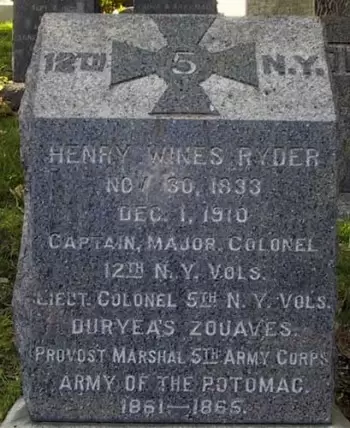 12TH 5 N.Y.
HENRY WINES RYDER
NOV 30, 1833
DEC. 1, 1910
CAPTAIN, MAJOR, COLONEL
12TH N. Y. VOLS.
LIEUT. COLONEL 5TH N. Y. VOLS.
DURYEA'S ZOUAVES.
PROVOST MARSHAL 5TH ARMY CORPS
ARMY OF THE POTOMAC.
1861—1865.